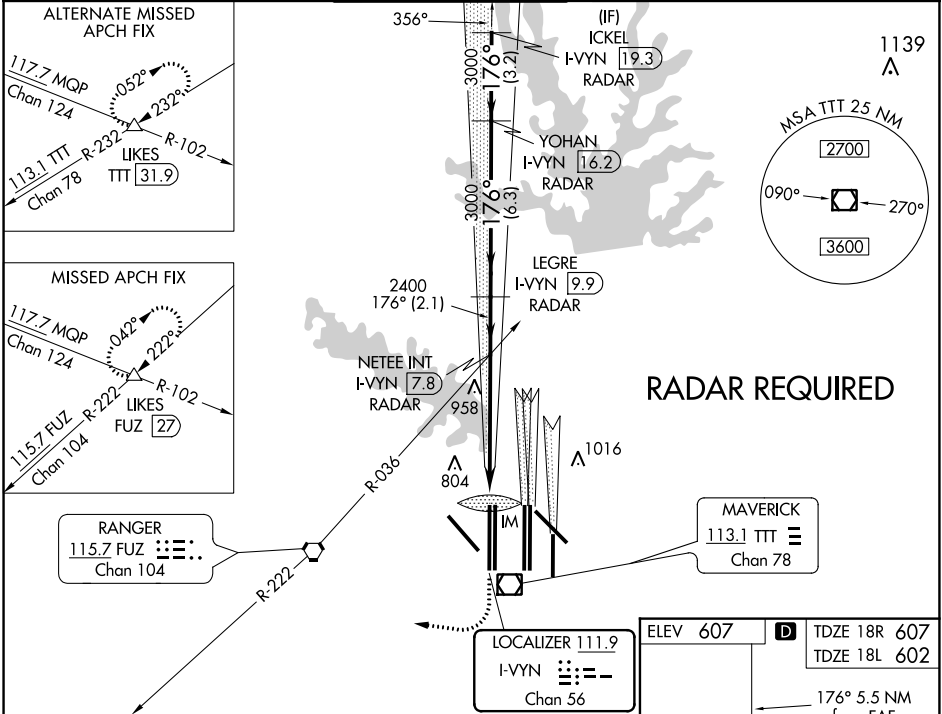 ALTERNATE MISSED
APCH FIX
117.7 MQP
Chan 124
052°
232°
R-102
R-232
LIKES
TTT 31.9
113.1 TTT
Chan 78
MISSED APCH FIX
117.7 MQP
Chan 124
042°
222°
R-102
R-222
LIKES
FUZ 27
115.7 FUZ
Chan 104
356°
(IF)
ICKEL
I-VYN 19.3
RADAR
3000
176°
(3.2)
YOHAN
I-VYN 16.2
RADAR
3000
176°
(6.3)
LEGRE
I-VYN 9.9
RADAR
2400
176° (2.1)
NETEE INT
I-VYN 7.8
RADAR
958
804
1016
1139
MSA TTT 25 NM
2700
090°
270°
3600
RADAR REQUIRED
R-036
IM
RANGER
115.7 FUZ
Chan 104
R-222
MAVERICK
113.1 TTT
Chan 78
LOCALIZER 111.9
I-VYN
Chan 56
ELEV 607
D
TDZE 18R 607
TDZE 18L 602
176° 5.5 NM
from FAF